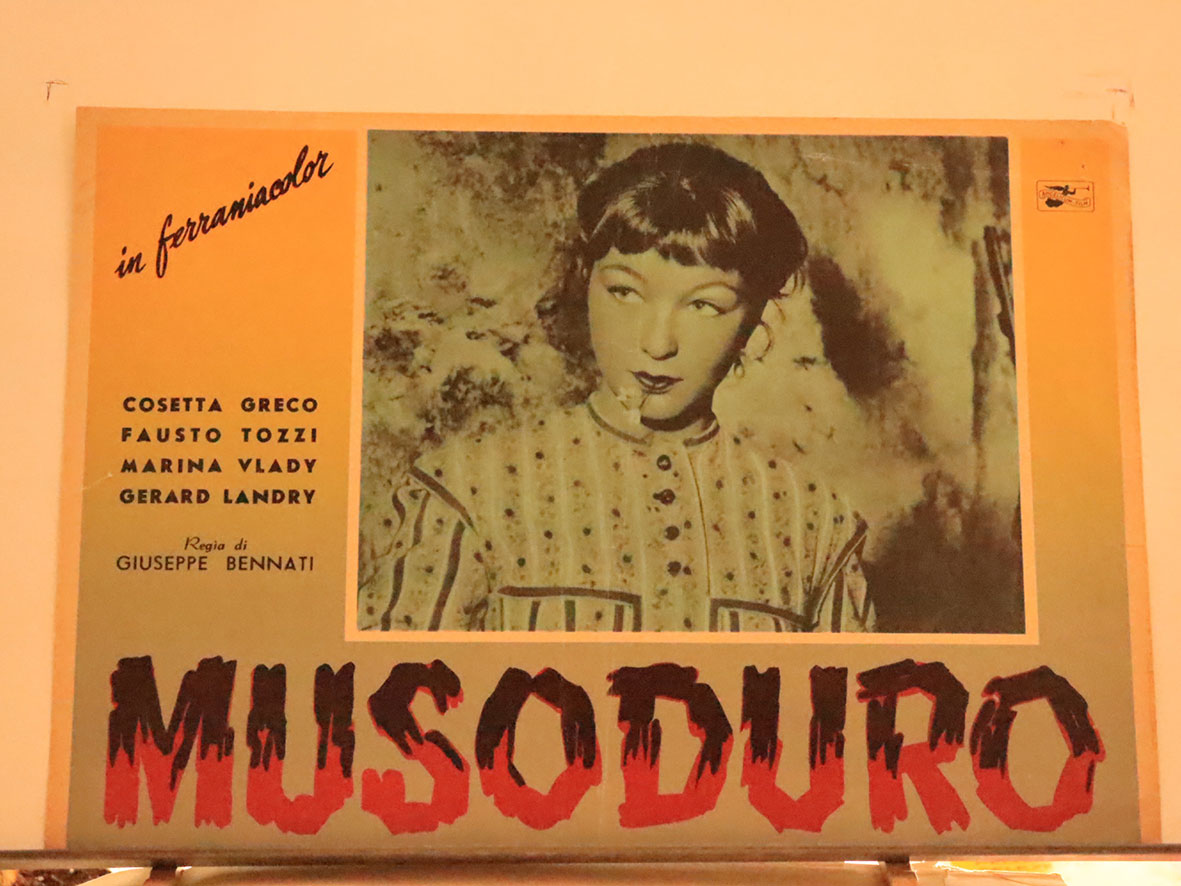 in ferraniacolor
COSETTA GRECO
FAUSTO TOZZI
MARINA VLADY
GERARD LANDRY
Regia di
GIUSEPPE BENNATI
MUSODURO